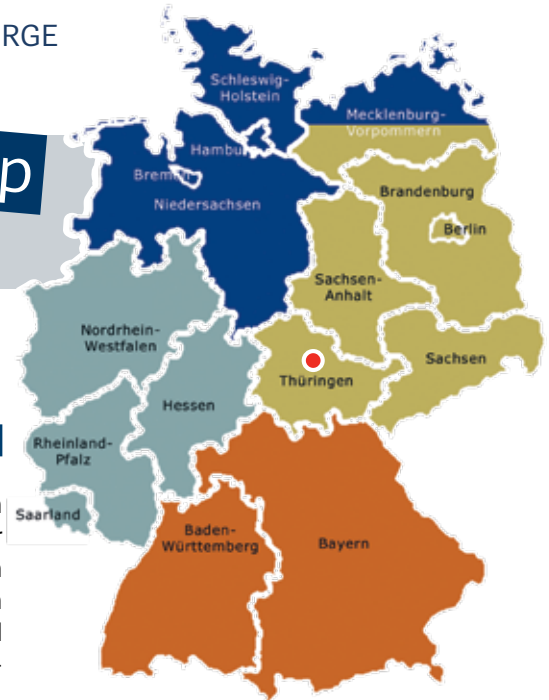 RGE
p
Schleswig-
Holstein
Mecklenburg-
Vorpommern
Hambu
Bremen
Niedersachsen
Brandenburg
Berlin
Sachsen-
Anhalt
Nordrhein-
Westfalen
Sachsen
Thüringen
Hessen
Rheinland-
Pfalz
Saarland
Baden-
Württemberg
Bayern